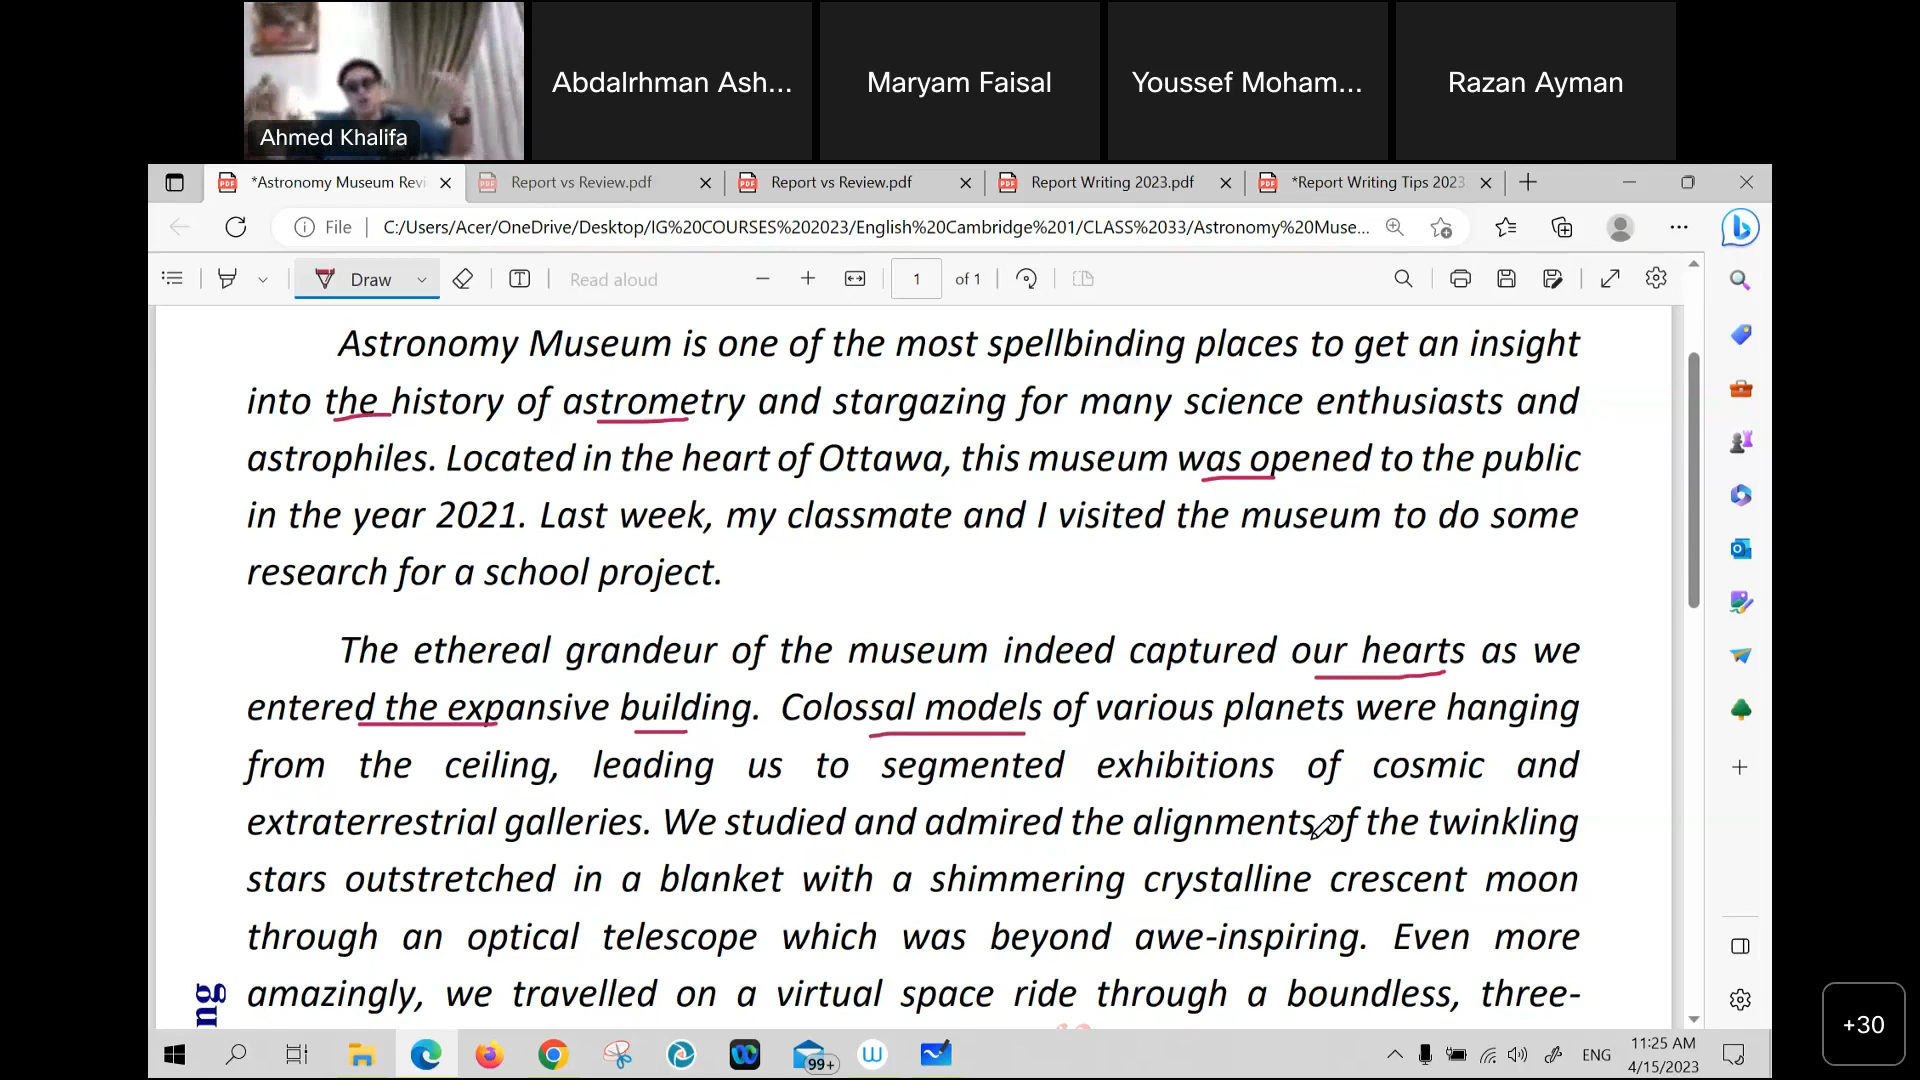 Abdalrhman Ash...
Maryam Faisal
Youssef Moham...
Razan Ayman
Ahmed Khalifa
*Astronomy Museum Revi
Report vs Review.pdf
Report vs Review.pdf
Report Writing 2023.pdf
*Report Writing Tips 2023
File
C:/Users/Acer/OneDrive/Desktop/IG%20COURSES%202023/English%20Cambridge%201/CLASS%2033/Astronomy%20Muse...
Draw
Read aloud
1
of 1
Astronomy Museum is one of the most spellbinding places to get an insight
into the history of astrometry and stargazing for many science enthusiasts and
astrophiles. Located in the heart of Ottawa, this museum was opened to the public
in the year 2021. Last week, my classmate and I visited the museum to do some
research for a school project.
The ethereal grandeur of the museum indeed captured our hearts as we
entered the expansive building. Colossal models of various planets were hanging
from the ceiling, leading us to segmented exhibitions of cosmic and
extraterrestrial galleries. We studied and admired the alignments of the twinkling
stars outstretched in a blanket with a shimmering crystalline crescent moon
through an optical telescope which was beyond awe-inspiring. Even more
amazingly, we travelled on a virtual space ride through a boundless, three-
ng
+30
99+
ENG
11:25 AM
4/15/2023